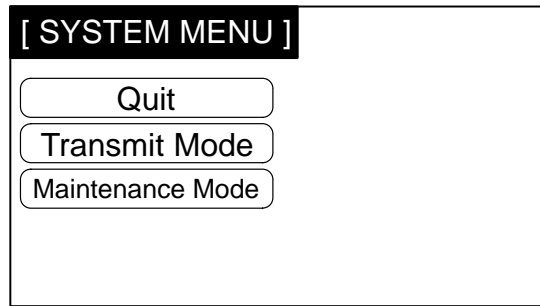 [ SYSTEM MENU ]
Quit
Transmit Mode
Maintenance Mode